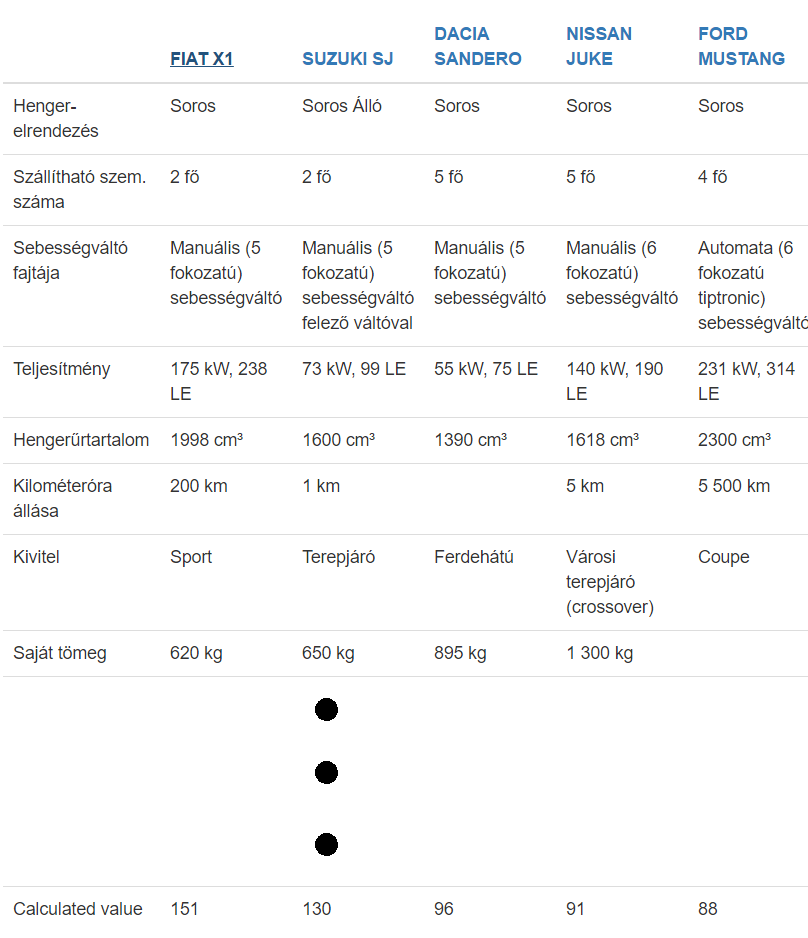 FIAT X1 SUZUKI SJ DACIA SANDERO NISSAN JUKE FORD MUSTANG
Henger-elrendezés Soros Soros Álló Soros Soros Soros
Szállítható szem. száma 2 fő 2 fő 5 fő 5 fő 4 fő
Sebességváltó fajtája Manuális (5 fokozatú) sebességváltó Manuális (5 fokozatú) sebességváltó felező váltóval Manuális (5 fokozatú) sebességváltó Manuális (6 fokozatú) sebességváltó Automata (6 fokozatú tiptronic) sebességváltó
Teljesítmény 175 kW, 238 LE 73 kW, 99 LE 55 kW, 75 LE 140 kW, 190 LE 231 kW, 314 LE
Hengerűrtartalom 1998 cm³ 1600 cm³ 1390 cm³ 1618 cm³ 2300 cm³
Kilométeróra állása 200 km 1 km 5 km 5 500 km
Kivitel Sport Terepjáró Ferdehátú Városi terepjáró (crossover) Coupe
Saját tömeg 620 kg 650 kg 895 kg 1 300 kg
Calculated value 151 130 96 91 88